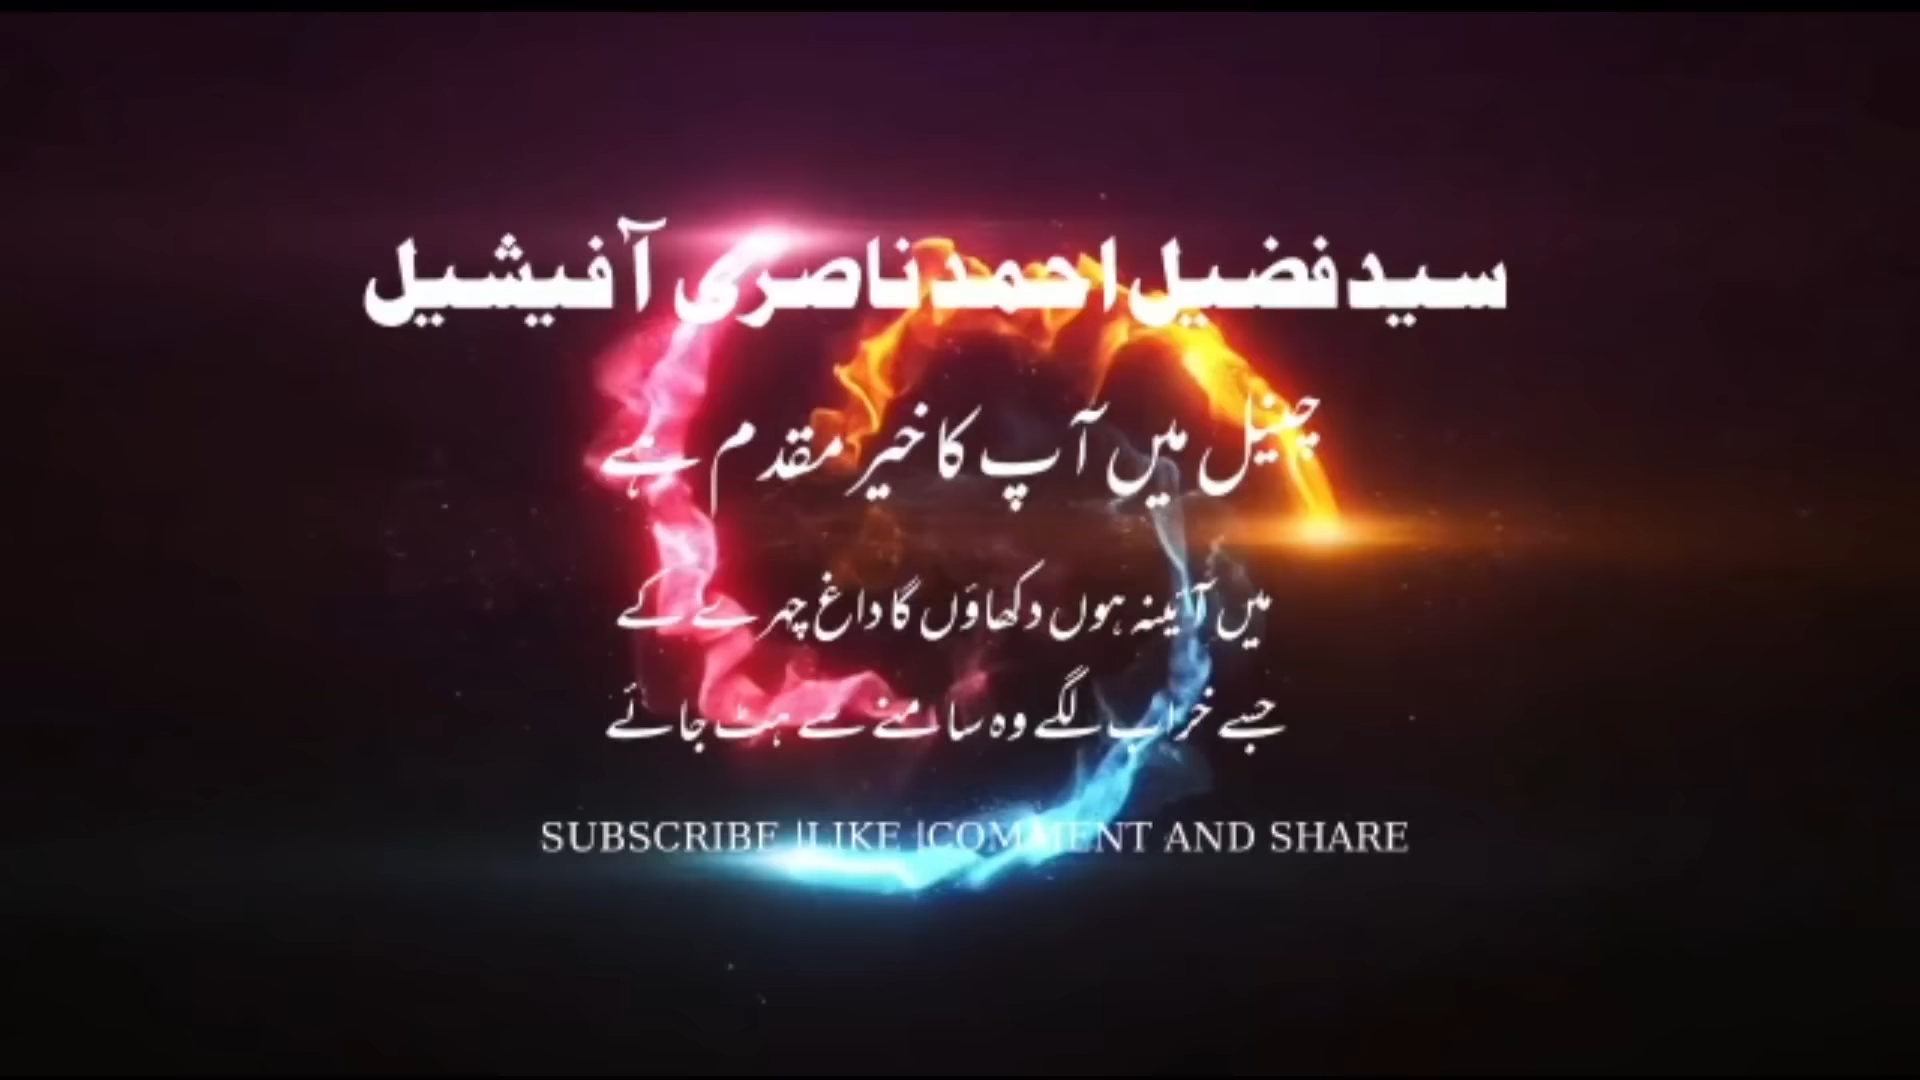 سید فضیل احمد ناصری آفیشیل
چینل میں آپ کا خیر مقدم ہے
میں آئینہ ہوں دکھاؤں گا داغ چہرے کے
جسے خراب لگے وہ سامنے سے ہٹ جائے
SUBSCRIBE |LIKE |COMMENT AND SHARE